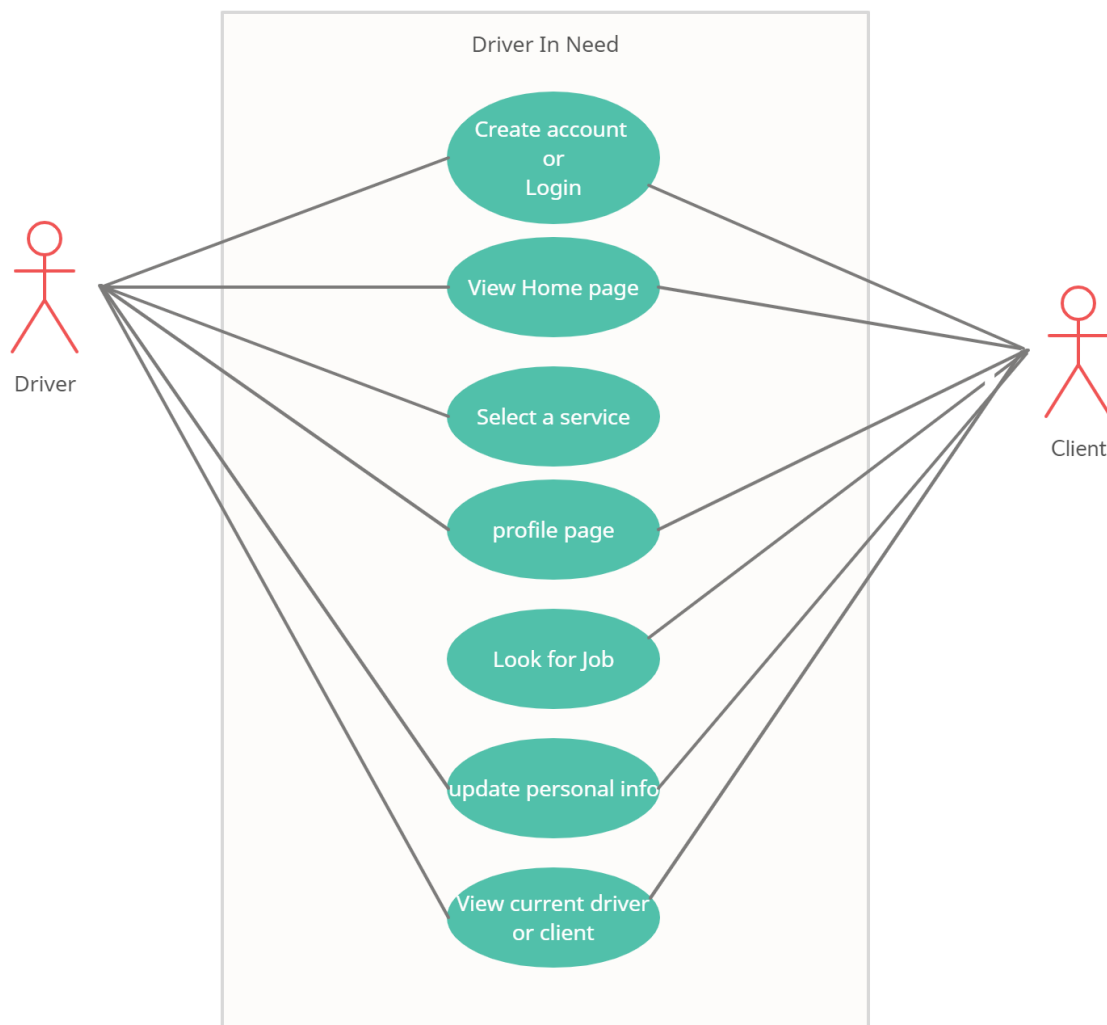 Driver In Need
Create account
or
Login
View Home page
Driver
Select a service
Client
profile page
Look for Job
update personal info
View current driver
or client